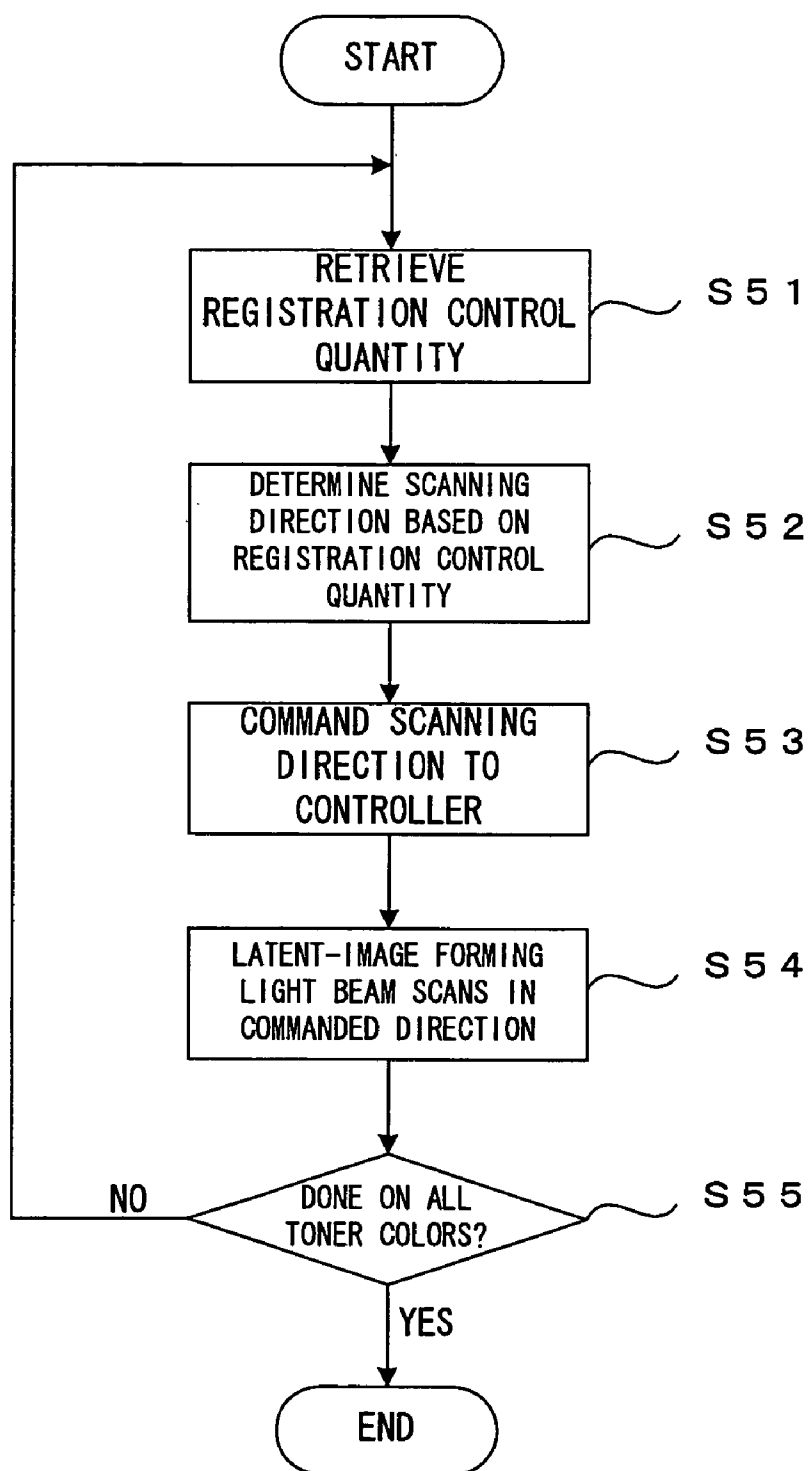 START
RETRIEVE
REGISTRATION CONTROL
QUANTITY
S51
DETERMINE SCANNING
DIRECTION BASED ON
REGISTRATION CONTROL
QUANTITY
S52
COMMAND SCANNING
DIRECTION TO
CONTROLLER
S53
LATENT-IMAGE FORMING
LIGHT BEAM SCANS IN
COMMANDED DIRECTION
S54
DONE ON ALL
TONER COLORS?
S55
NO
YES
END